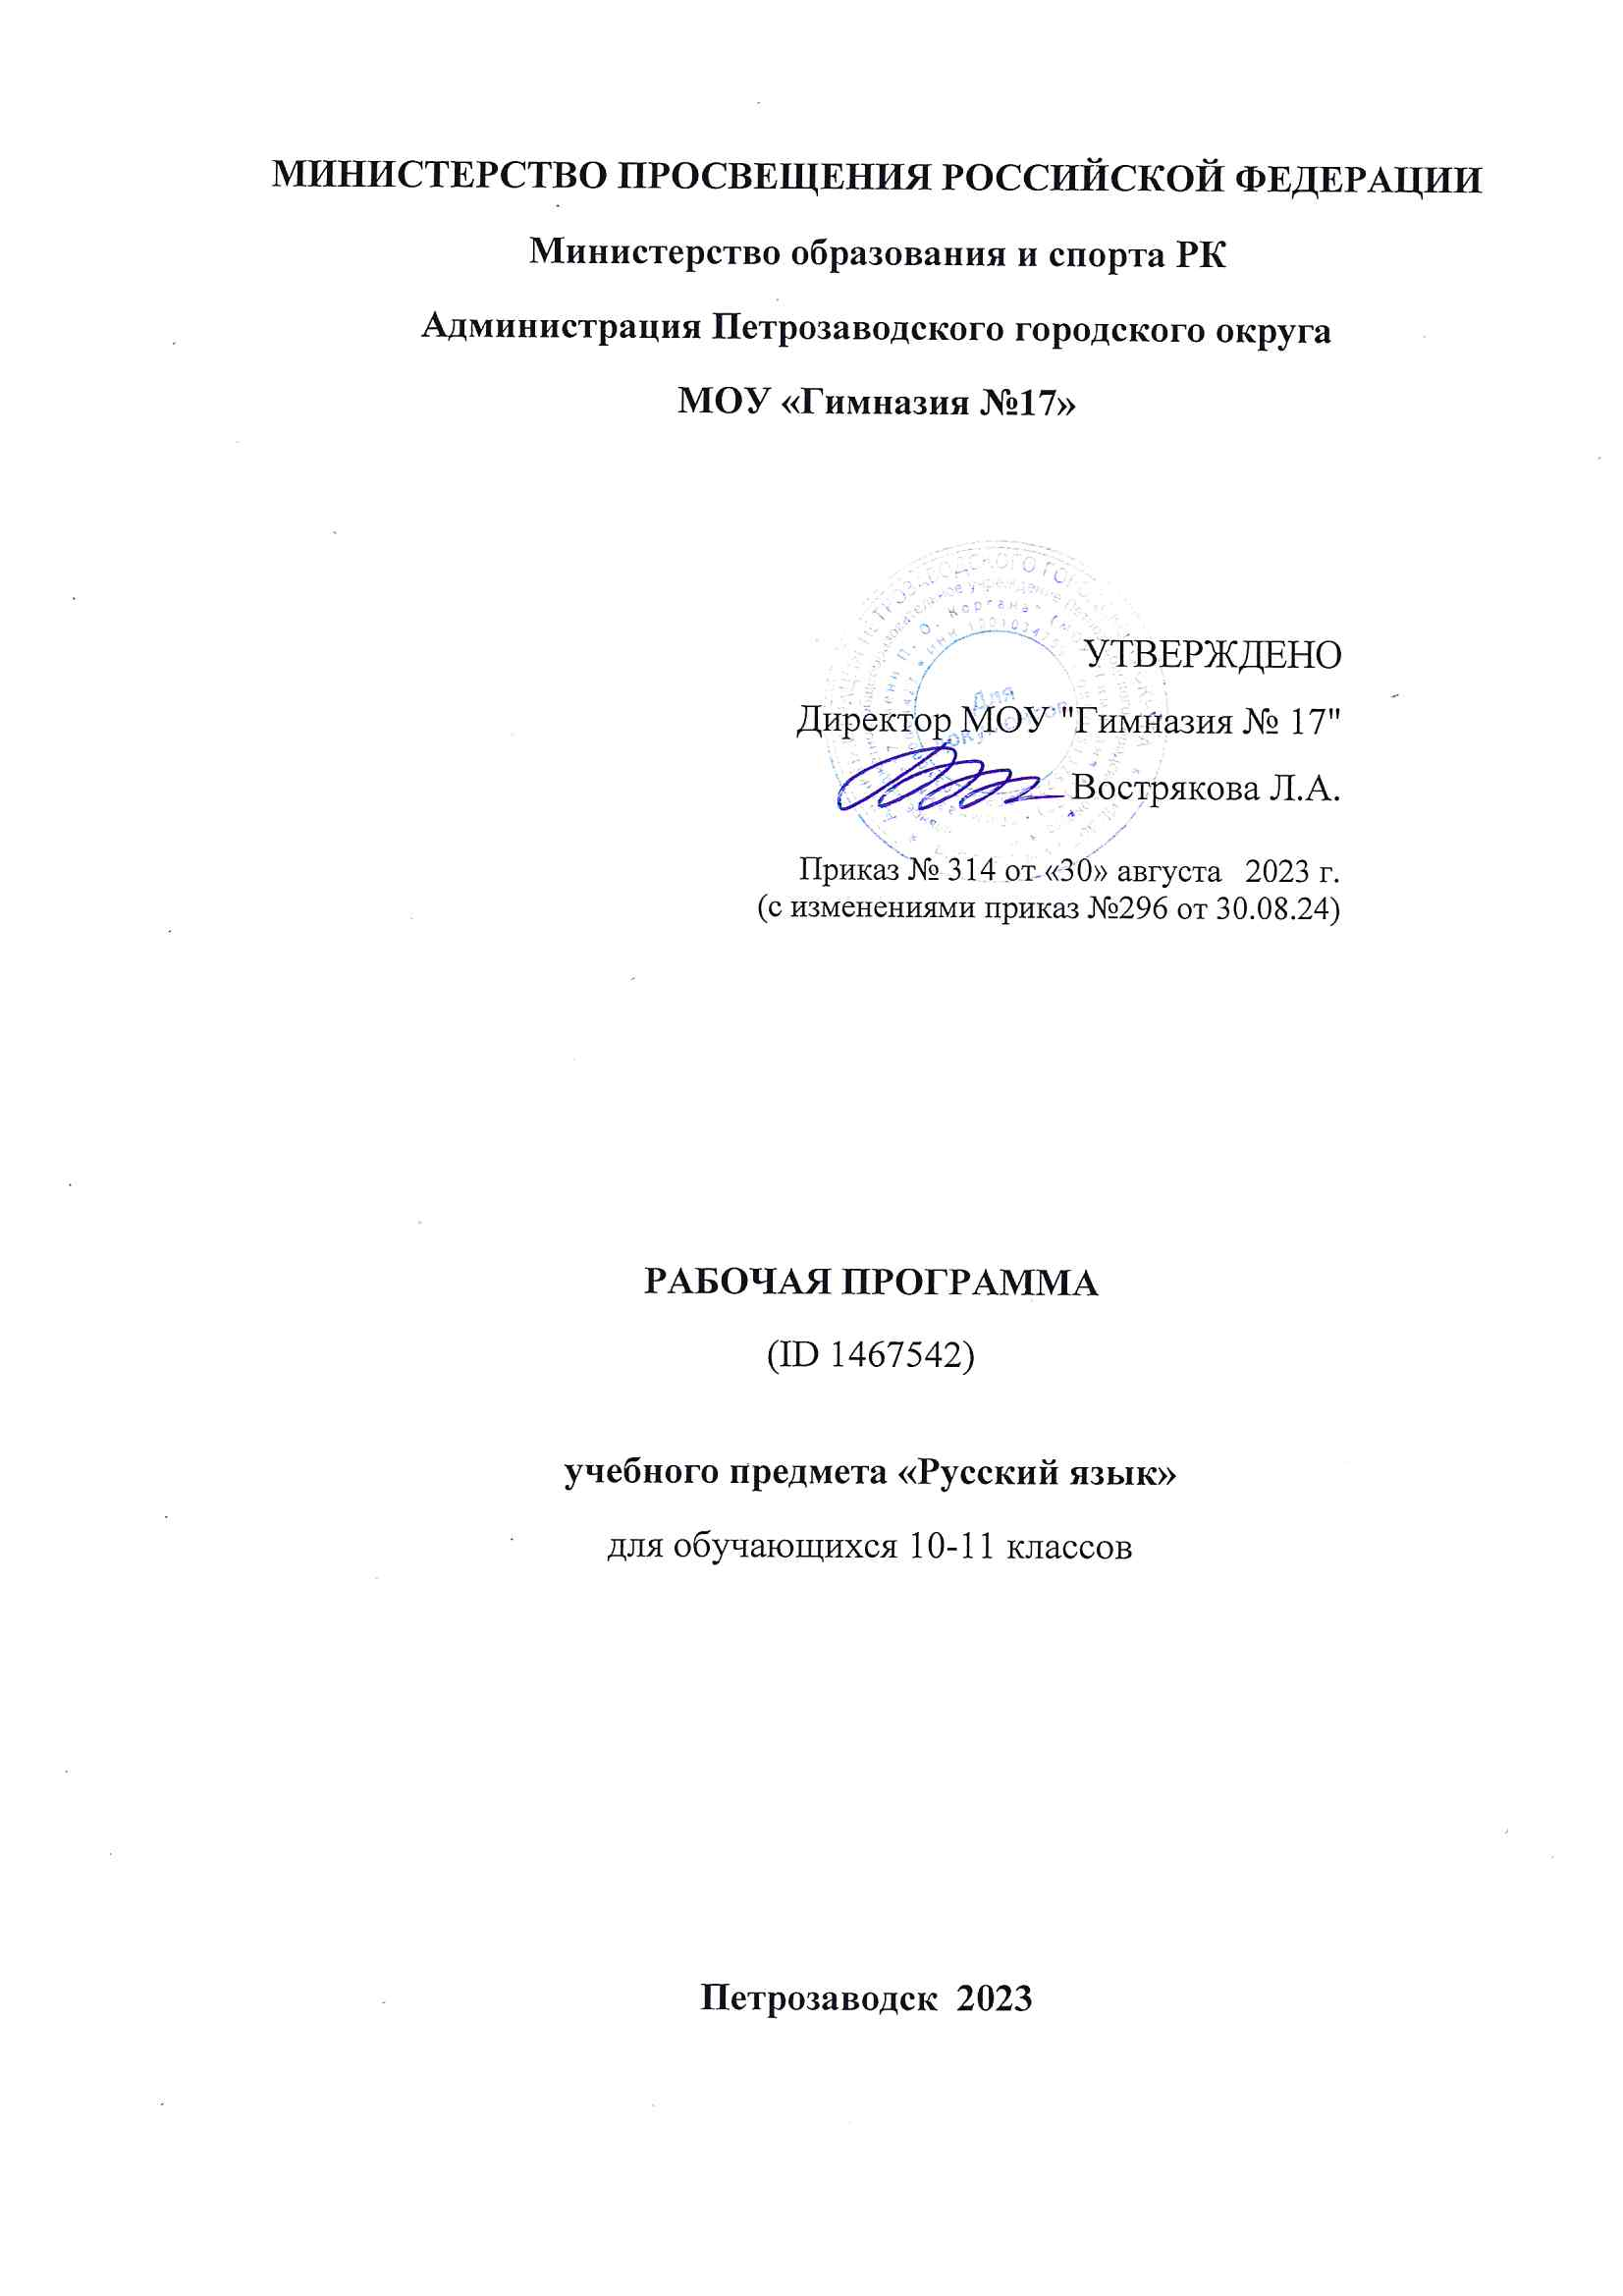 МИНИСТЕРСТВО ПРОСВЕЩЕНИЯ РОССИЙСКОЙ ФЕДЕРАЦИИ
Министерство образования и спорта РК
Администрация Петрозаводского городского округа
МОУ «Гимназия №17»
УТВЕРЖДЕНО
Для
Директор МОУ "Гимназия № 17"
Вострякова Л.А.
Приказ № 314 от «30» августа 2023 г.
(с изменениями приказ №296 от 30.08.24)
РАБОЧАЯ ПРОГРАММА
(ID 1467542)
учебного предмета «Русский язык»
для обучающихся 10-11 классов
Петрозаводск 2023